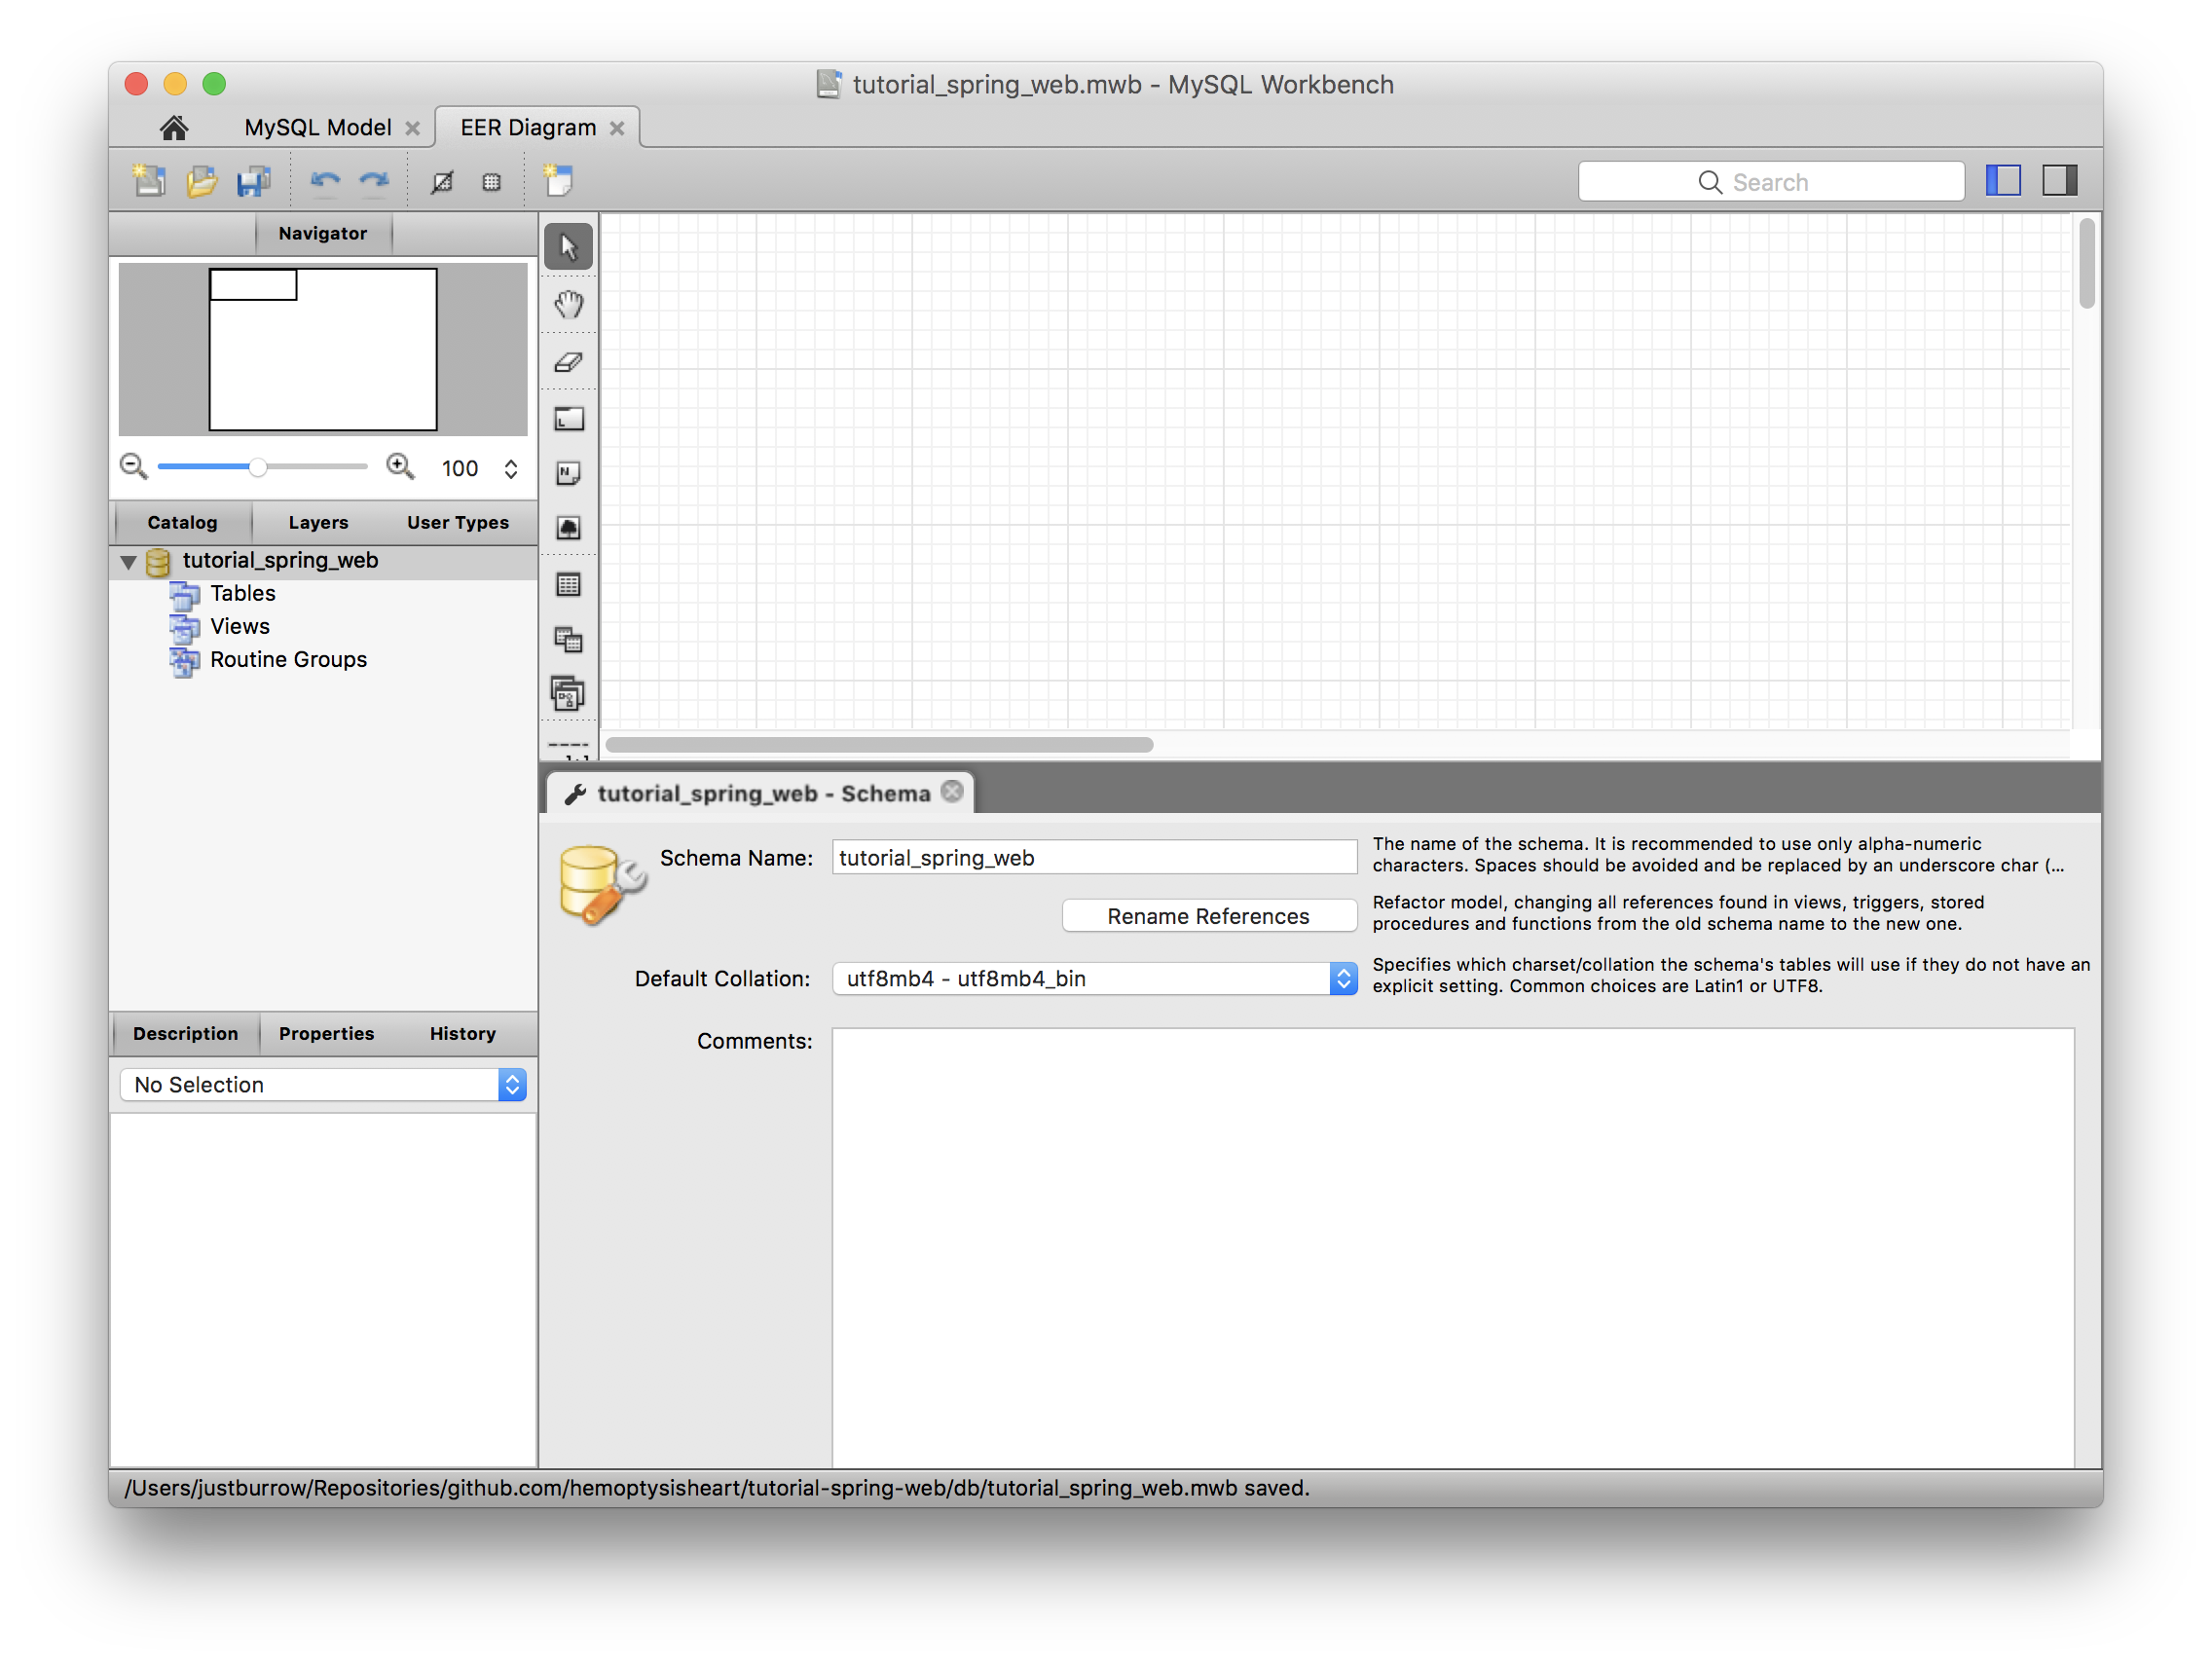 tutorial_spring_web.mwb - MySQL Workbench
MySQL Model
EER Diagram
Search
Navigator
100
Catalog Layers User Types
tutorial_spring_web
Tables
Views
Routine Groups
Description Properties History
No Selection
L
N
tutorial_spring_web - Schema
Schema Name: tutorial_spring_web
The name of the schema. It is recommended to use only alpha-numeric
characters. Spaces should be avoided and be replaced by an underscore char (...
Rename References
Refactor model, changing all references found in views, triggers, stored
procedures and functions from the old schema name to the new one.
Default Collation: utf8mb4 - utf8mb4_bin
Specifies which charset/collation the schema's tables will use if they do not have an
explicit setting. Common choices are Latin1 or UTF8.
Comments:
/Users/justburrow/Repositories/github.com/hemoptysisheart/tutorial-spring-web/db/tutorial_spring_web.mwb saved.